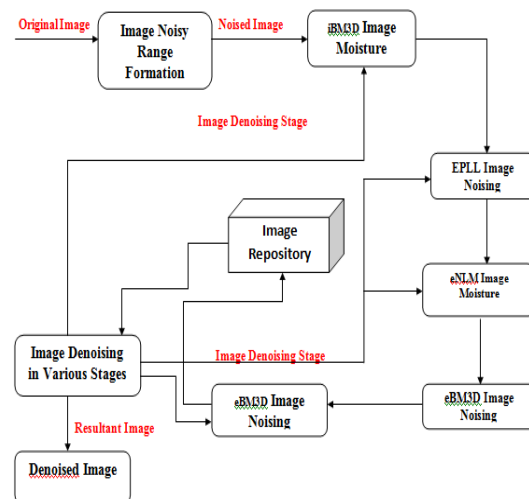 Original Image
Image Noisy
Range
Formation
Noised Image
iBM3D Image
Moisture
Image Denoising Stage
EPLL Image
Noising
Image
Repository
eNLM Image
Moisture
Image Denoising
in Various Stages
Image Denoising Stage
eBM3D Image
Noising
eBM3D Image
Noising
Resultant Image
Denoised Image